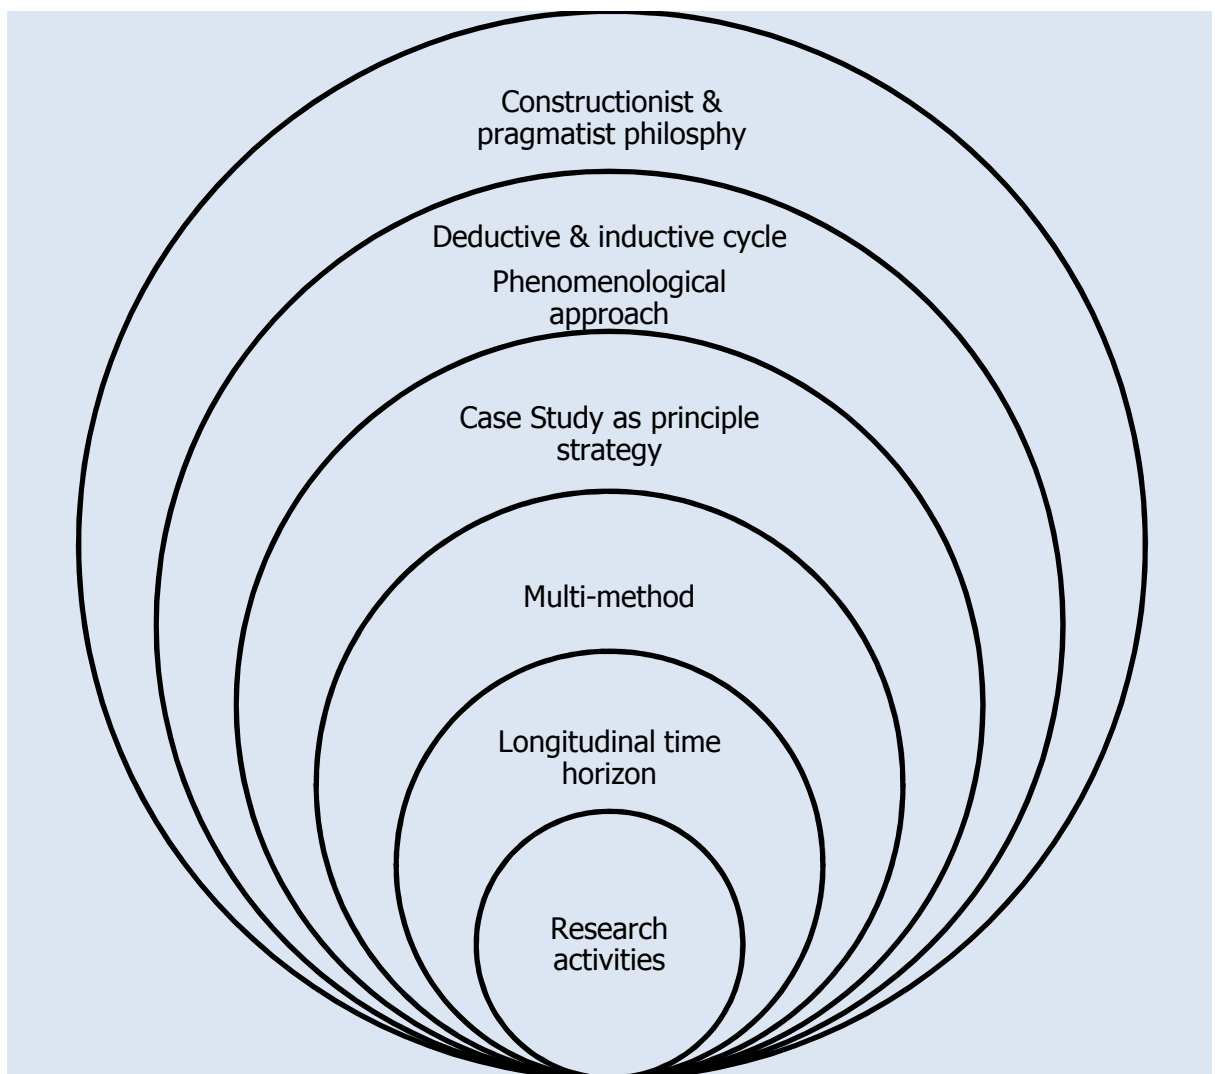 Constructionist &
pragmatist philosphy
Deductive & inductive cycle
Phenomenological
approach
Case Study as principle
strategy
Multi-method
Longitudinal time
horizon
Research
activities